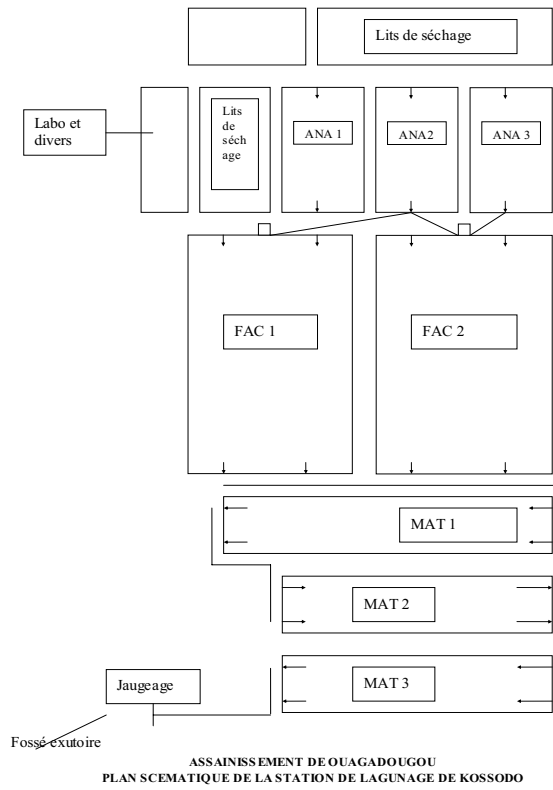 Lits de séchage
Labo et
divers
Lits
de
séch
age
ANA 1
ANA2
ANA 3
FAC 1
FAC 2
MAT 1
MAT 2
MAT 3
Jaugeage
Fossé exutoire
ASSAINISSEMENT DE OUAGADOUGOU
PLAN SCEMATIQUE DE LA STATION DE LAGUNAGE DE KOSSODO